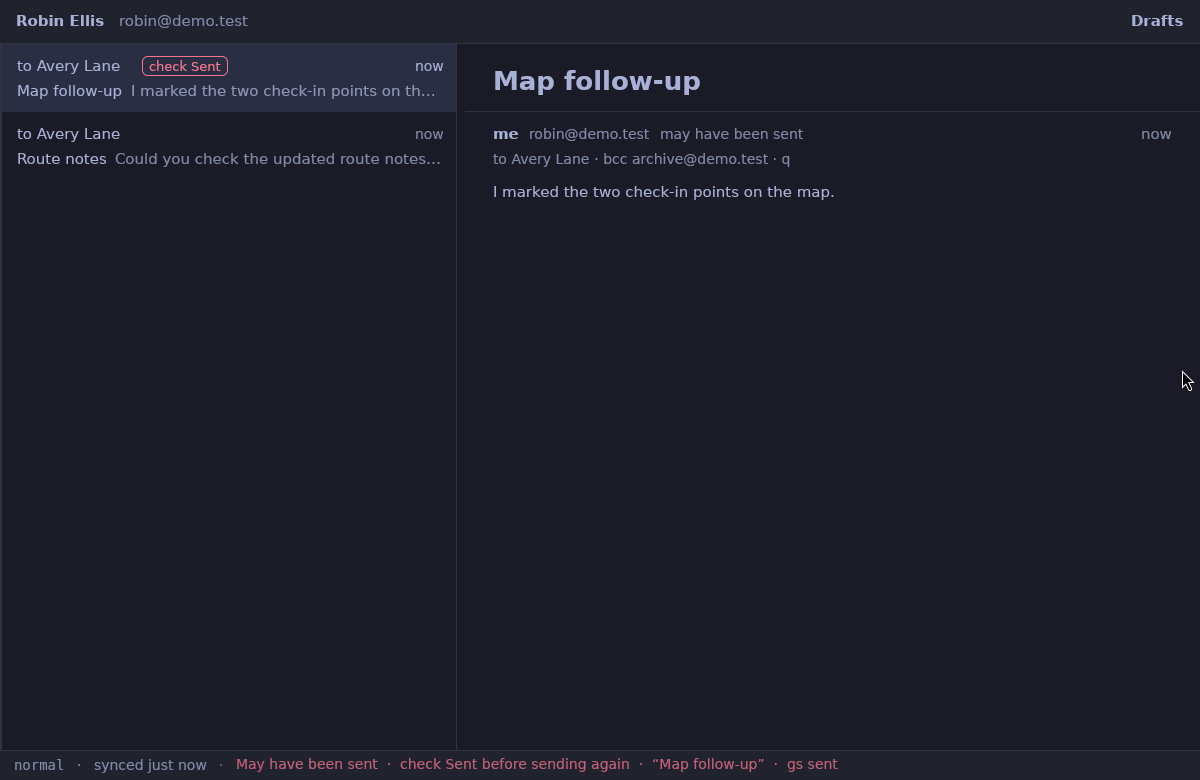 Robin Ellis robin@demo.test Drafts
to Avery Lane check Sent now
Map follow-up I marked the two check-in points on th…
to Avery Lane now
Route notes Could you check the updated route notes…
Map follow-up
me robin@demo.test may have been sent now
to Avery Lane · bcc archive@demo.test · q
I marked the two check-in points on the map.
normal · synced just now · May have been sent · check Sent before sending again · “Map follow-up” · gs sent